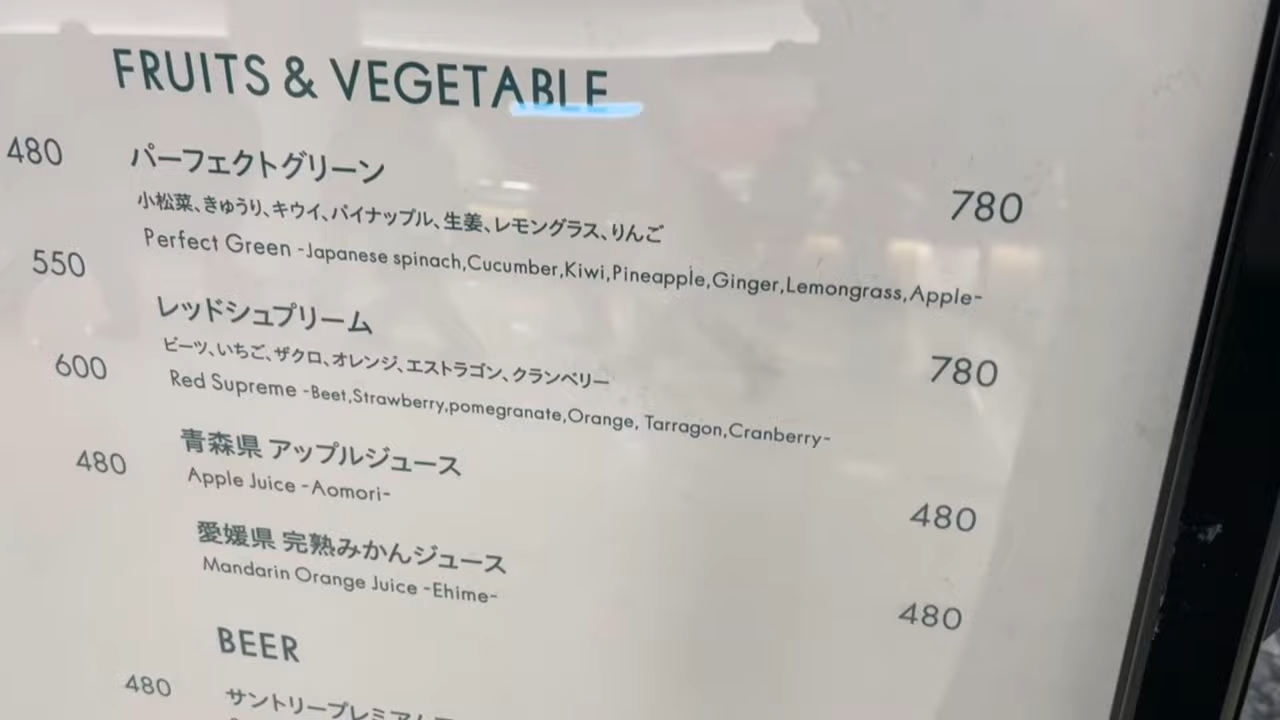 FRUITS & VEGETABLE
480
パーフェクトグリーン
780
小松菜、きゅうり、キウイ、パイナップル、生姜、レモングラス、りんご
Perfect Green -Japanese spinach,Cucumber,Kiwi,Pineapple,Ginger,Lemongrass,Apple-
550
レッドシュプリーム
780
ビーツ、いちご、ザクロ、オレンジ、エストラゴン、クランベリー
Red Supreme -Beet,Strawberry,pomegranate,Orange, Tarragon,Cranberry-
600
青森県 アップルジュース
480
Apple Juice -Aomori-
480
愛媛県 完熟みかんジュース
480
Mandarin Orange Juice -Ehime-
BEER
480
サントリープレミアム